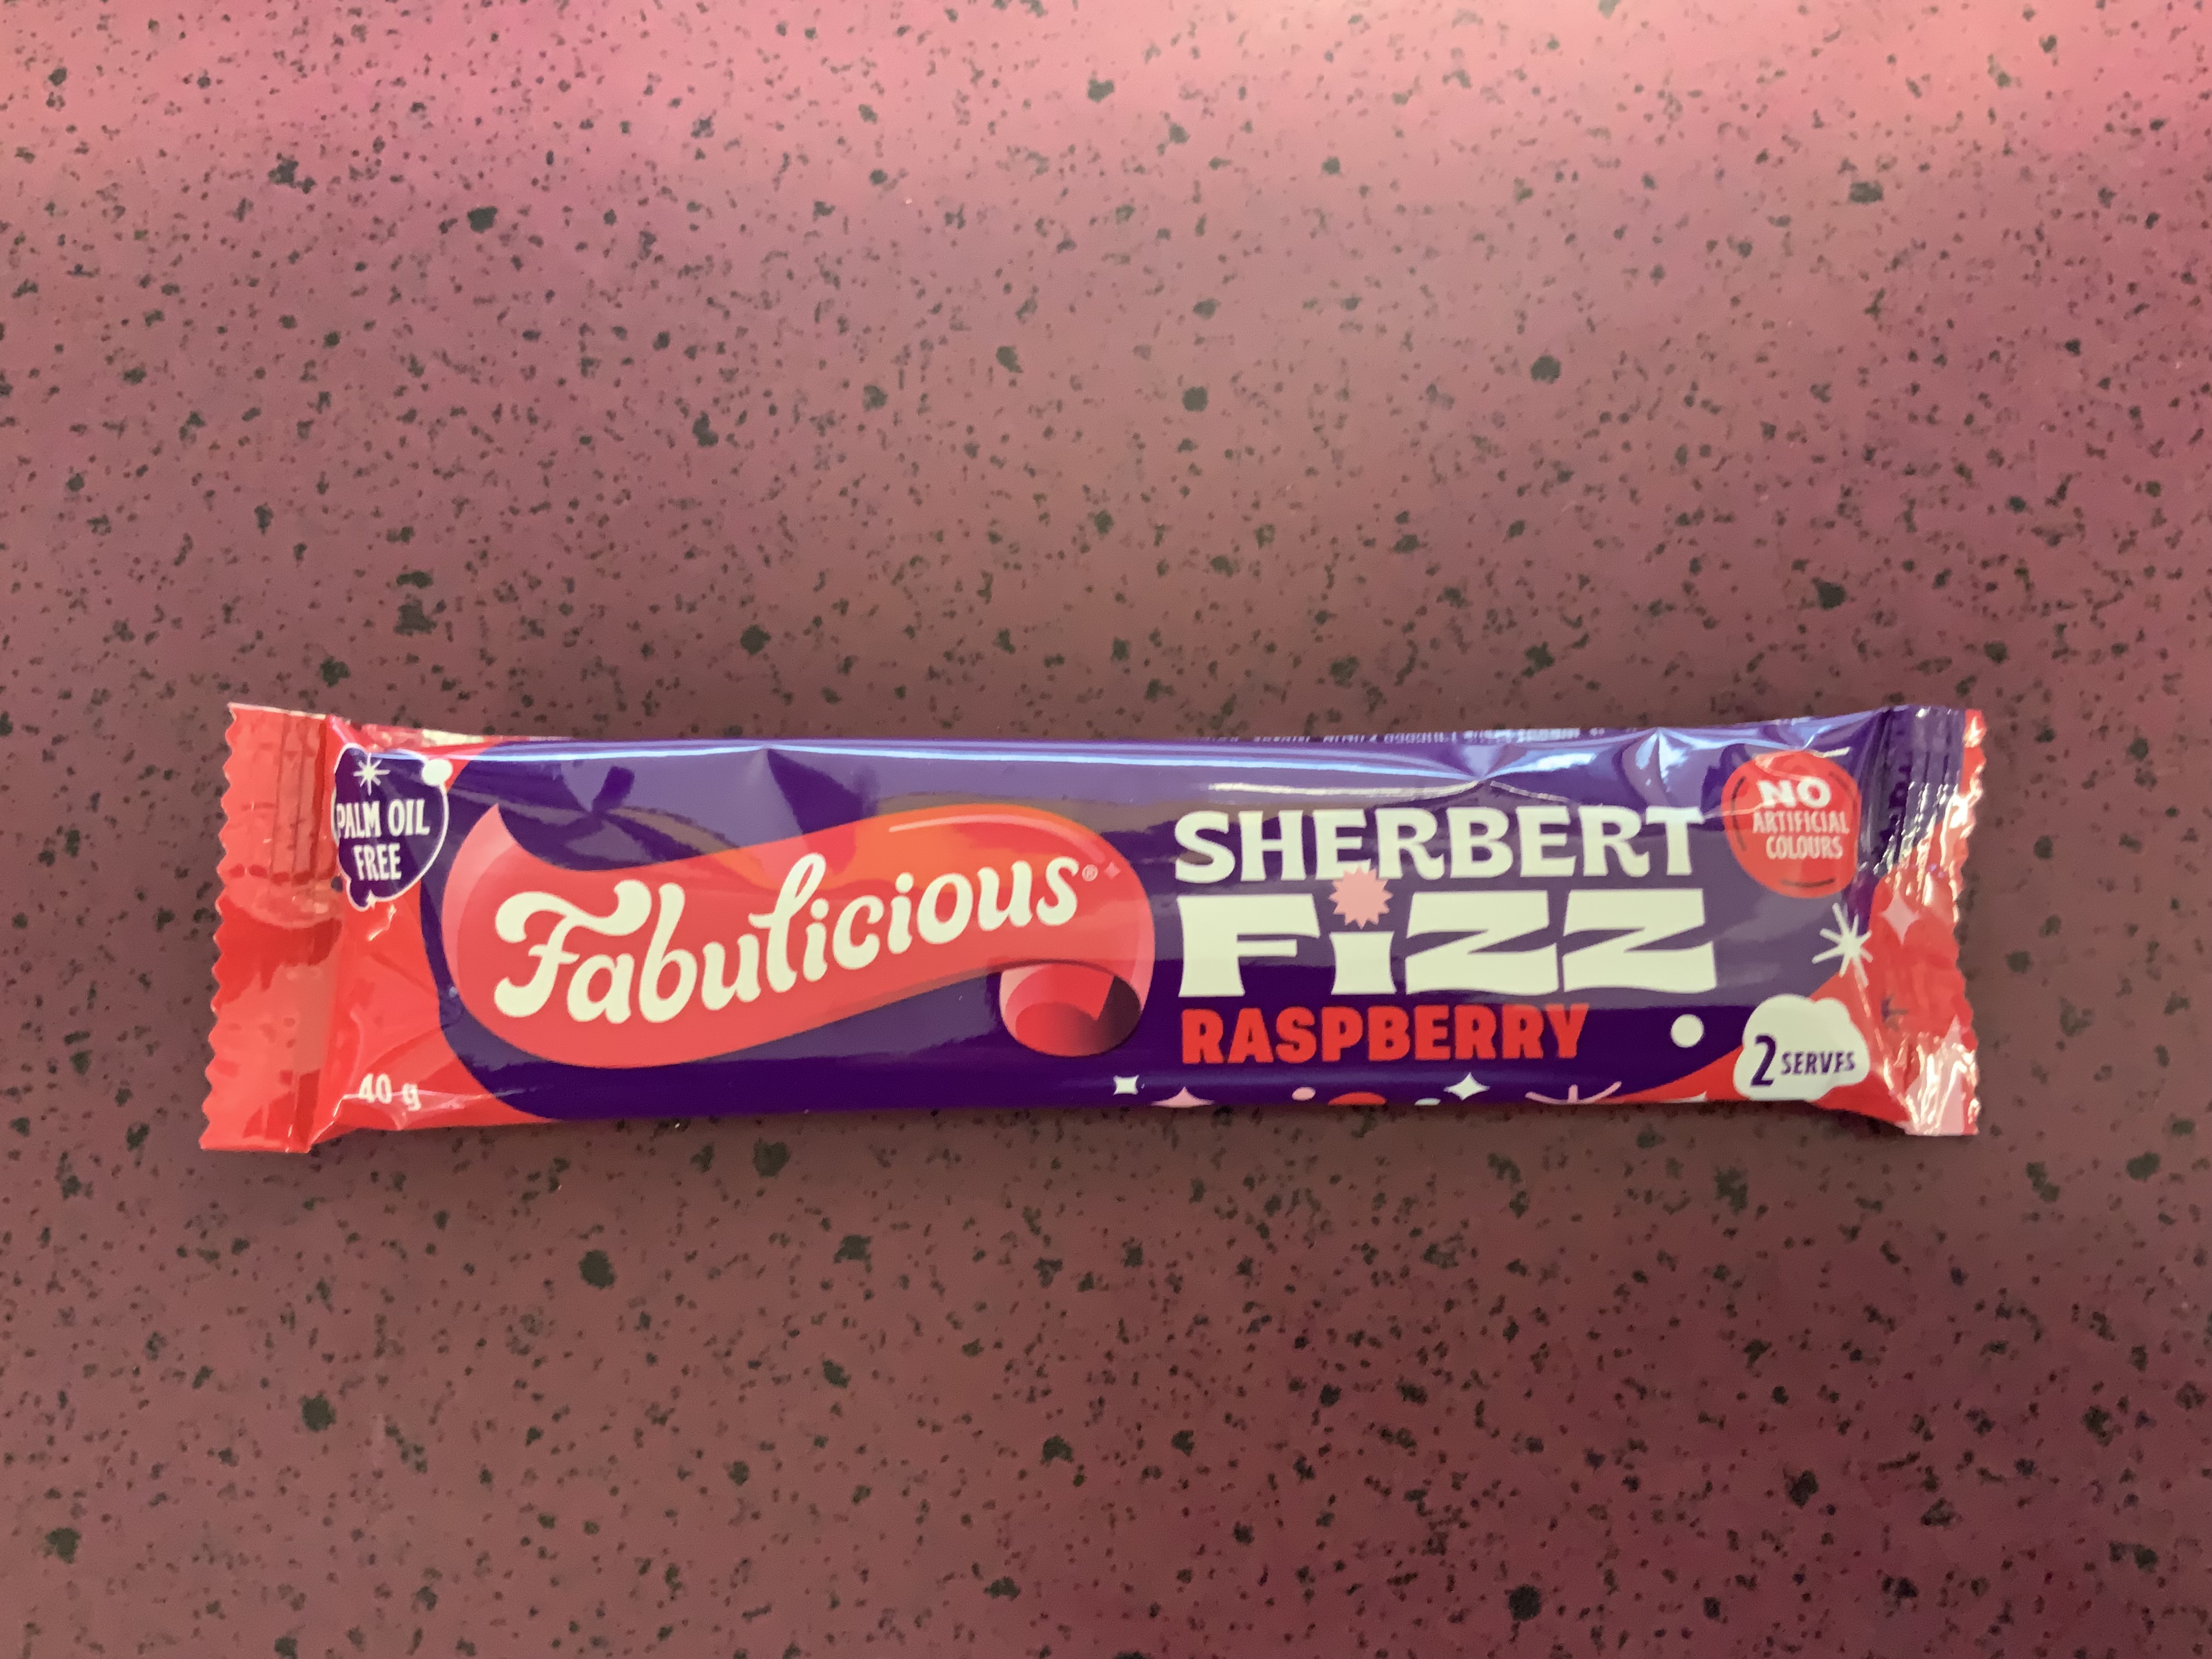 PALM OIL
FREE
Fabulicious®
40 g
SHERBERT
FiZZ
RASPBERRY
NO
ARTIFICIAL
COLOURS
2 SERVES